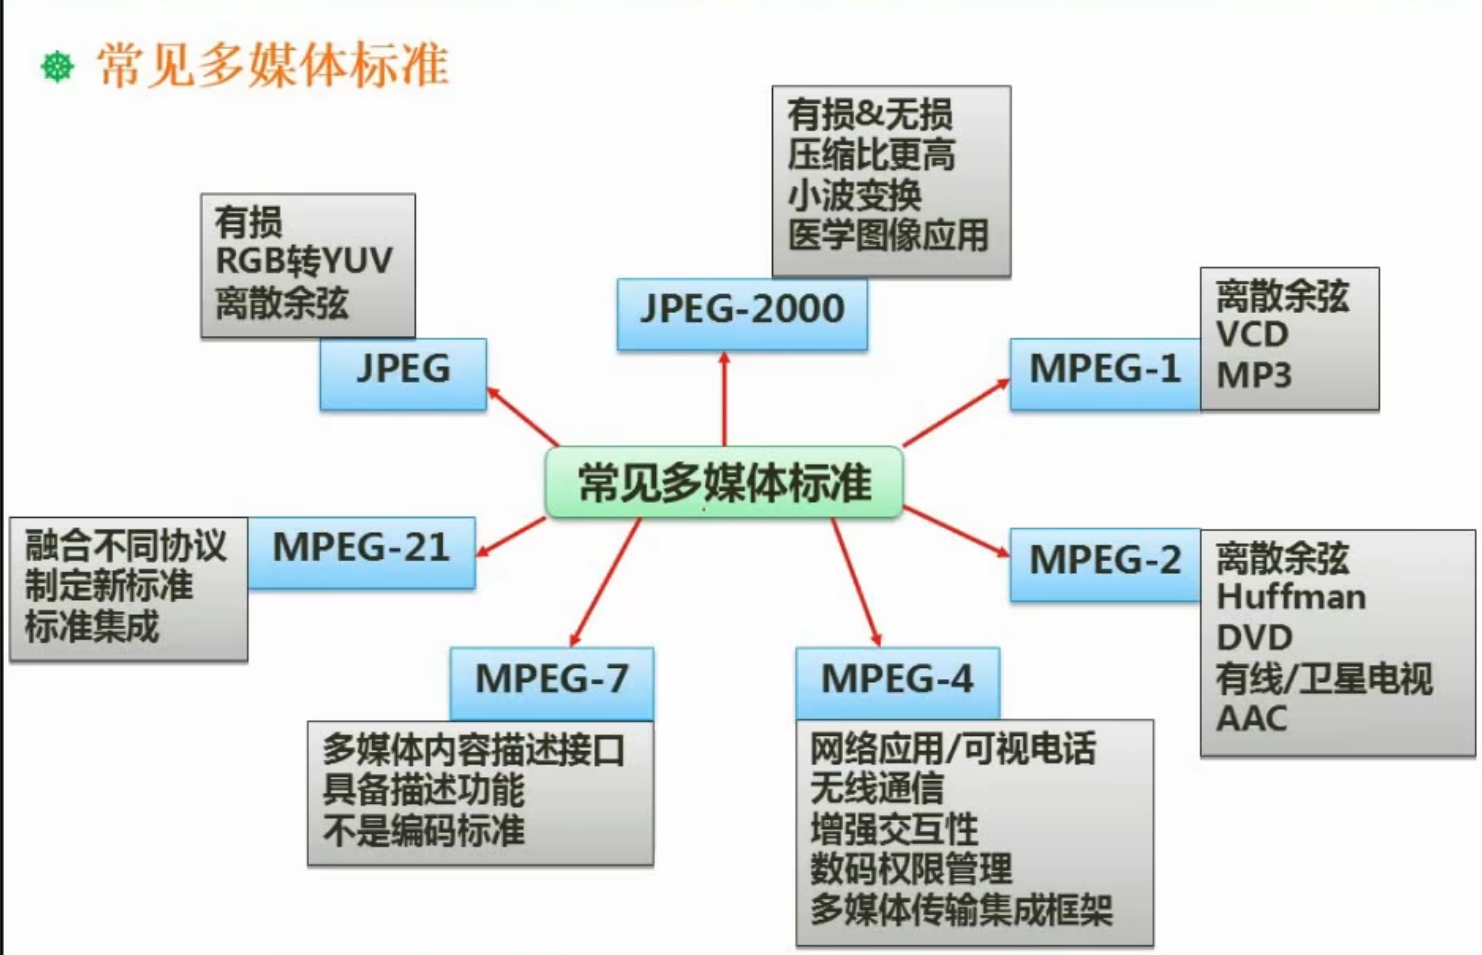 常见多媒体标准
有损&无损
压缩比更高
小波变换
医学图像应用
JPEG-2000
有损
RGB转YUV
离散余弦
JPEG
离散余弦
VCD
MP3
MPEG-1
常见多媒体标准
融合不同协议
制定新标准
标准集成
MPEG-21
MPEG-2
离散余弦
Huffman
DVD
有线/卫星电视
AAC
MPEG-7
多媒体内容描述接口
具备描述功能
不是编码标准
MPEG-4
网络应用/可视电话
无线通信
增强交互性
数码权限管理
多媒体传输集成框架